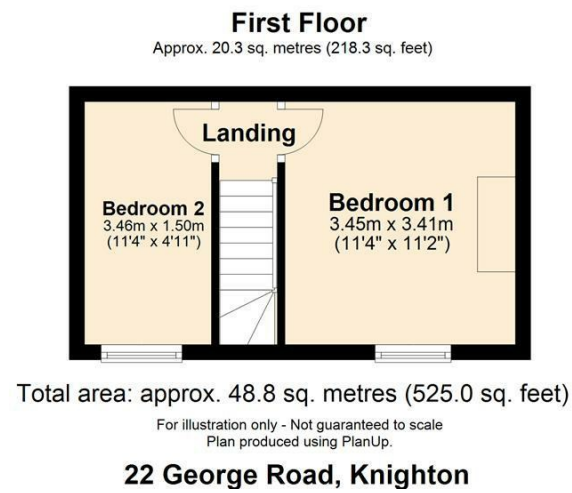 First Floor
Approx. 20.3 sq. metres (218.3 sq. feet)
Landing
Bedroom 2
3.46m x 1.50m
(11'4" x 4'11")
Bedroom 1
3.45m x 3.41m
(11'4" x 11'2")
Total area: approx. 48.8 sq. metres (525.0 sq. feet)
For illustration only - Not guaranteed to scale
Plan produced using PlanUp.
22 George Road, Knighton